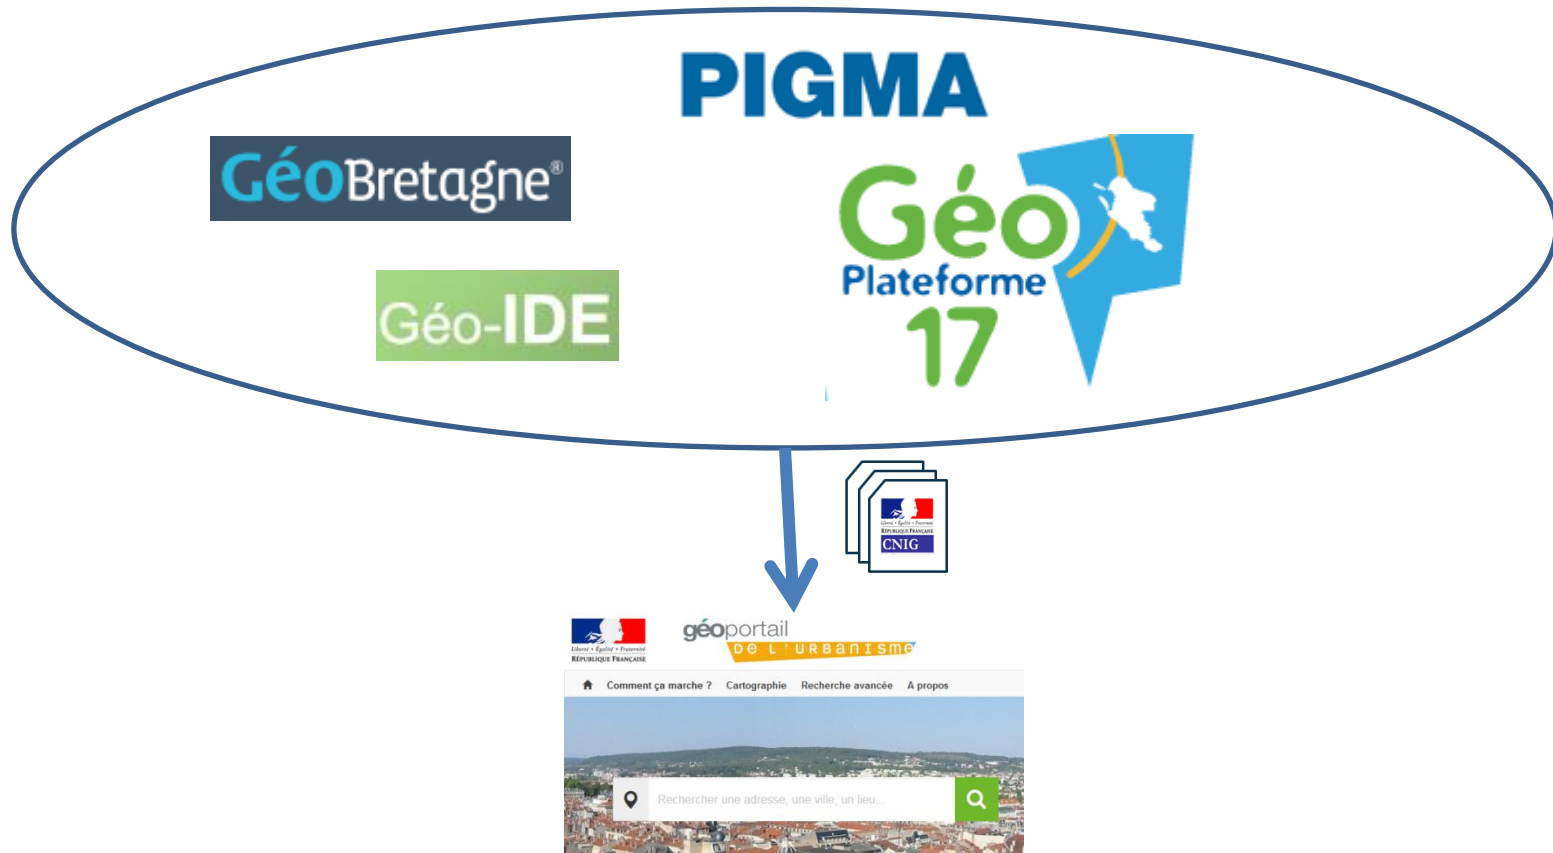 PIGMA
GéoBretagne®
Géo
Plateforme
17
Géo-IDE
Liberté • Égalité • Fraternité
RÉPUBLIQUE FRANÇAISE
CNIG
Liberté • Égalité • Fraternité
RÉPUBLIQUE FRANÇAISE
géoportail
De L'URBanISme
Comment ça marche ? Cartographie Recherche avancée A propos
Rechercher une adresse, une ville, un lieu...